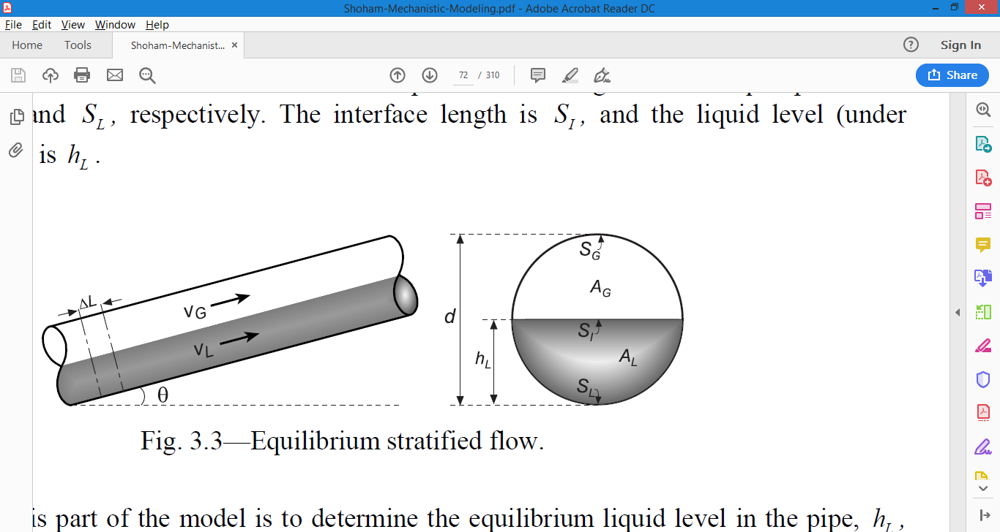 Shoham-Mechanistic-Modeling.pdf - Adobe Acrobat Reader DC
File Edit View Window Help
Home Tools Shoham-Mechanist... × ? Sign In
72 / 310 Share
and S_L, respectively. The interface length is S_I, and the liquid level (under
is h_L.
ΔL
v_G
v_L
θ
d
h_L
S_G
A_G
S_I
A_L
S_L
Fig. 3.3—Equilibrium stratified flow.
is part of the model is to determine the equilibrium liquid level in the pipe, h_L,